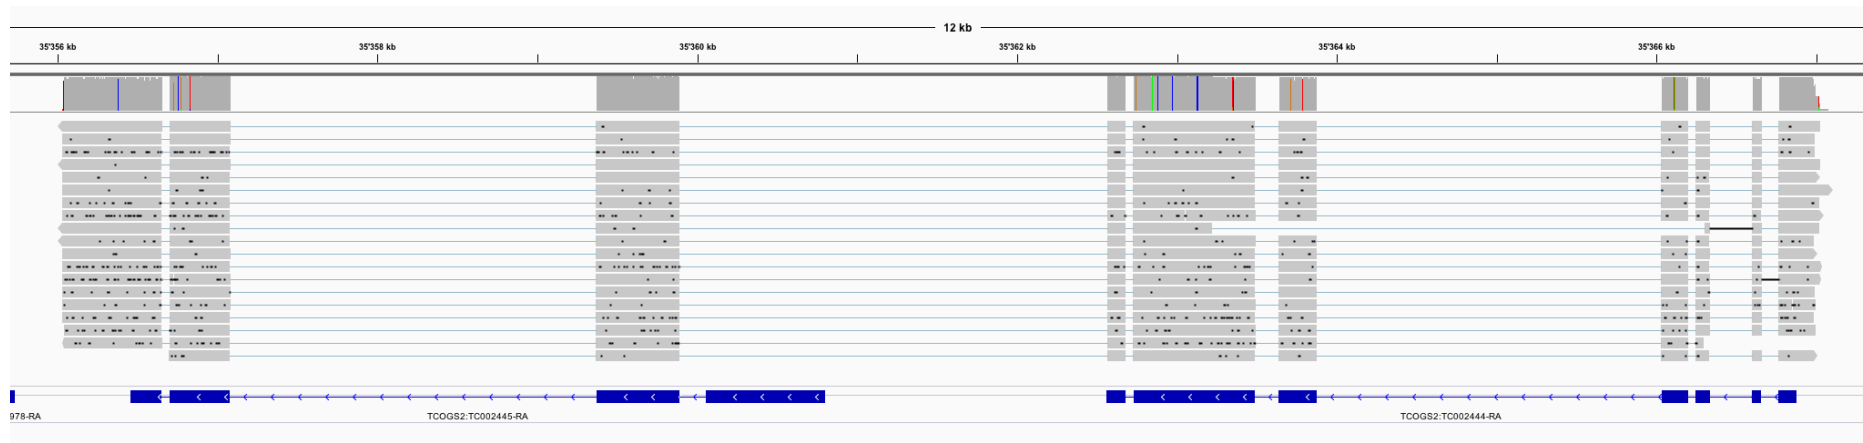 12 kb
35'356 kb 35'358 kb 35'360 kb 35'362 kb 35'364 kb 35'366 kb
978-RA TCOGS2:TC002445-RA TCOGS2:TC002444-RA